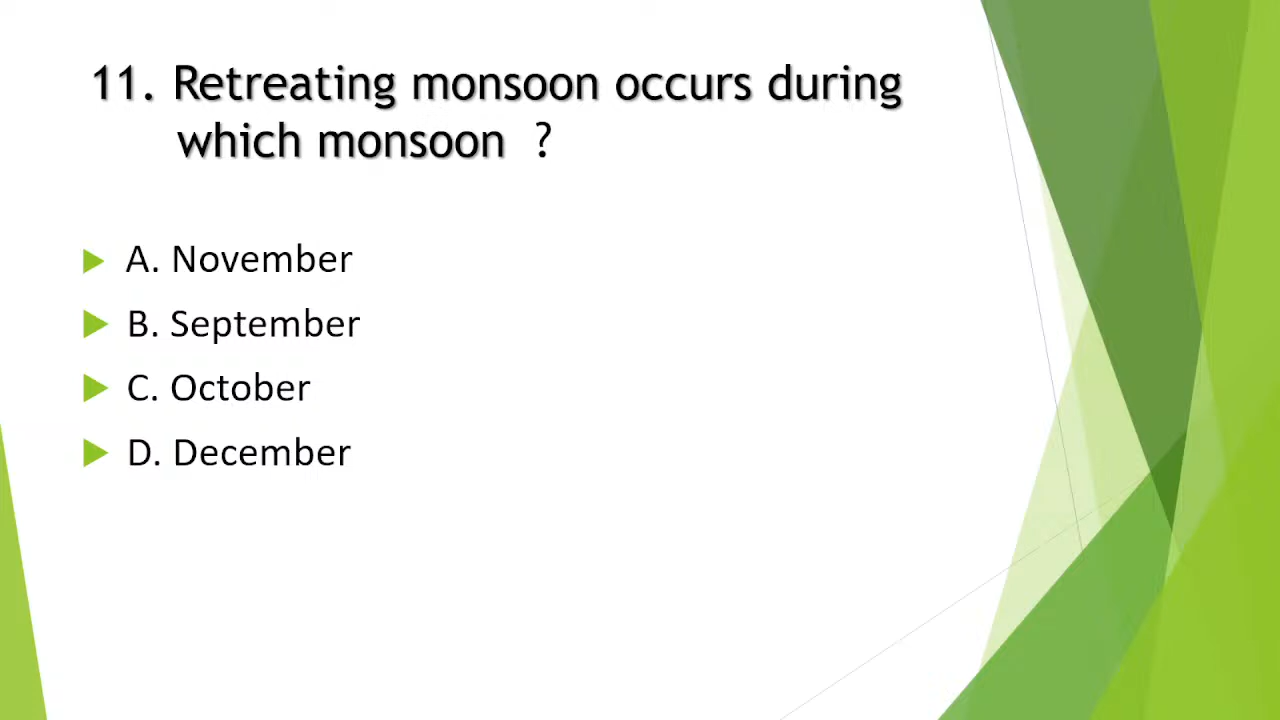 11. Retreating monsoon occurs during
which monsoon ?
A. November
B. September
C. October
D. December